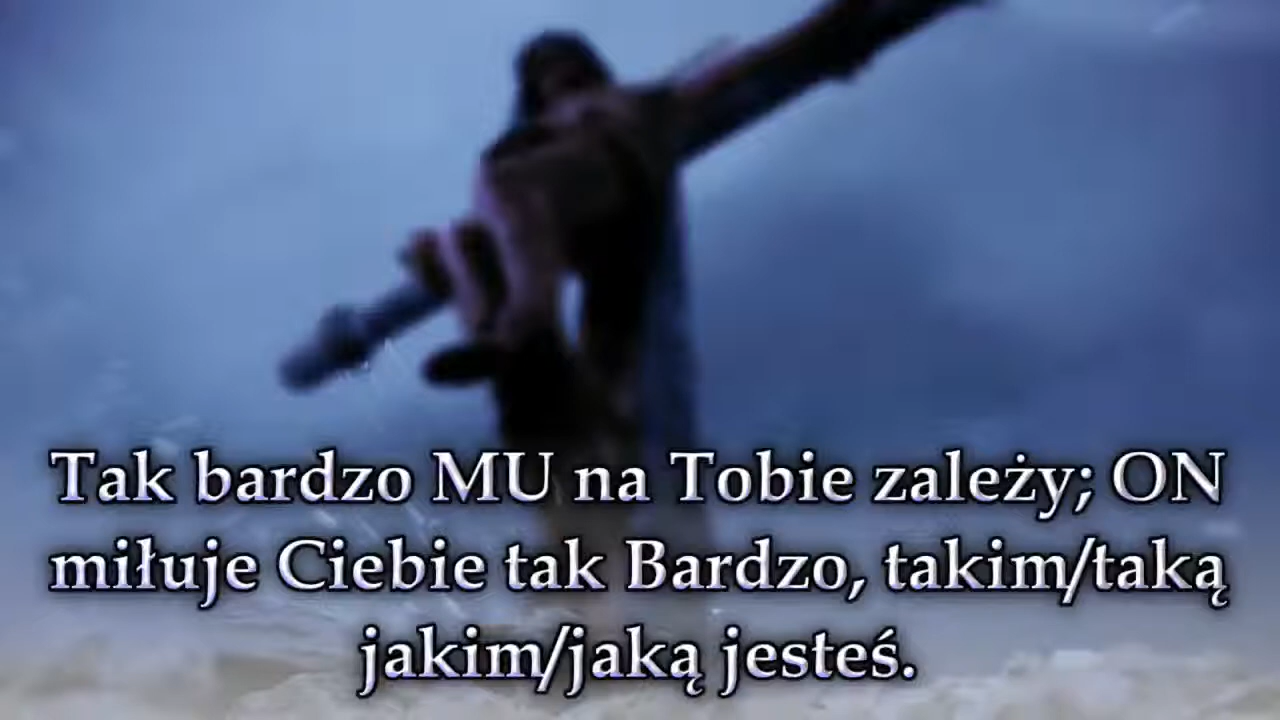 Tak bardzo MU na Tobie zależy; ON
miłuje Ciebie tak Bardzo, takim/taką
jakim/jaką jesteś.